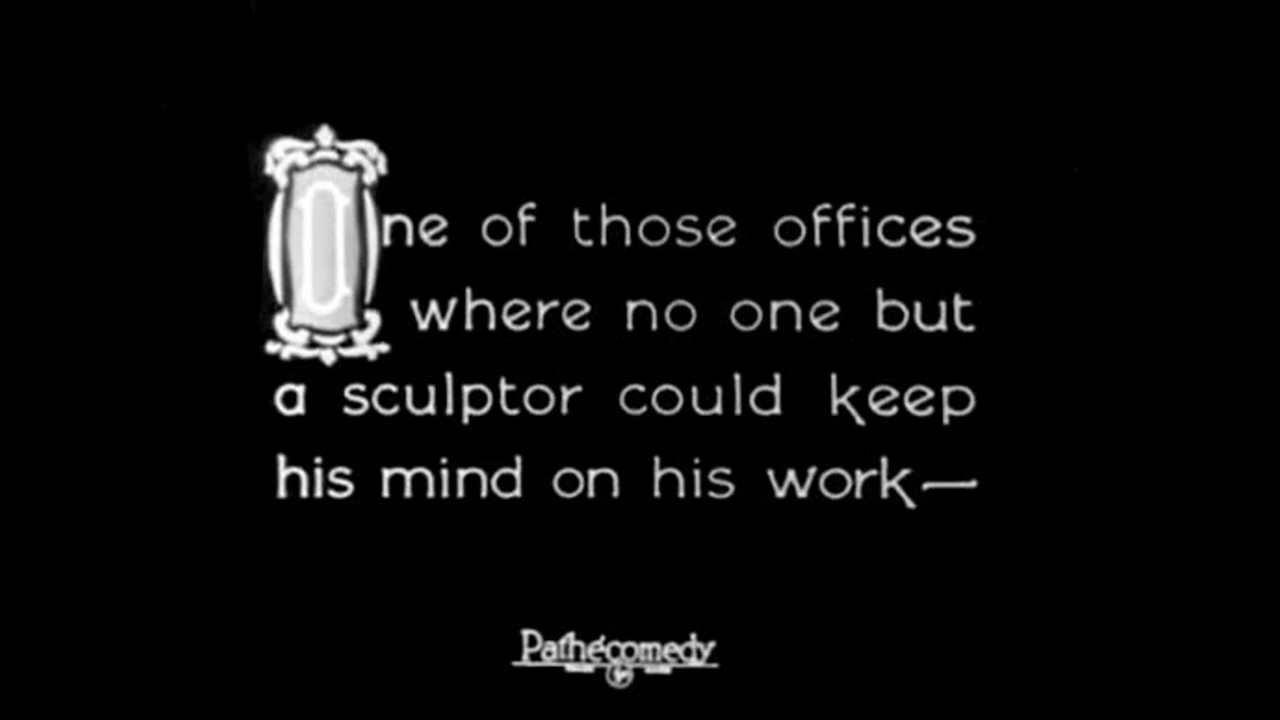 One of those offices
where no one but
a sculptor could keep
his mind on his work—
Pathécomedy